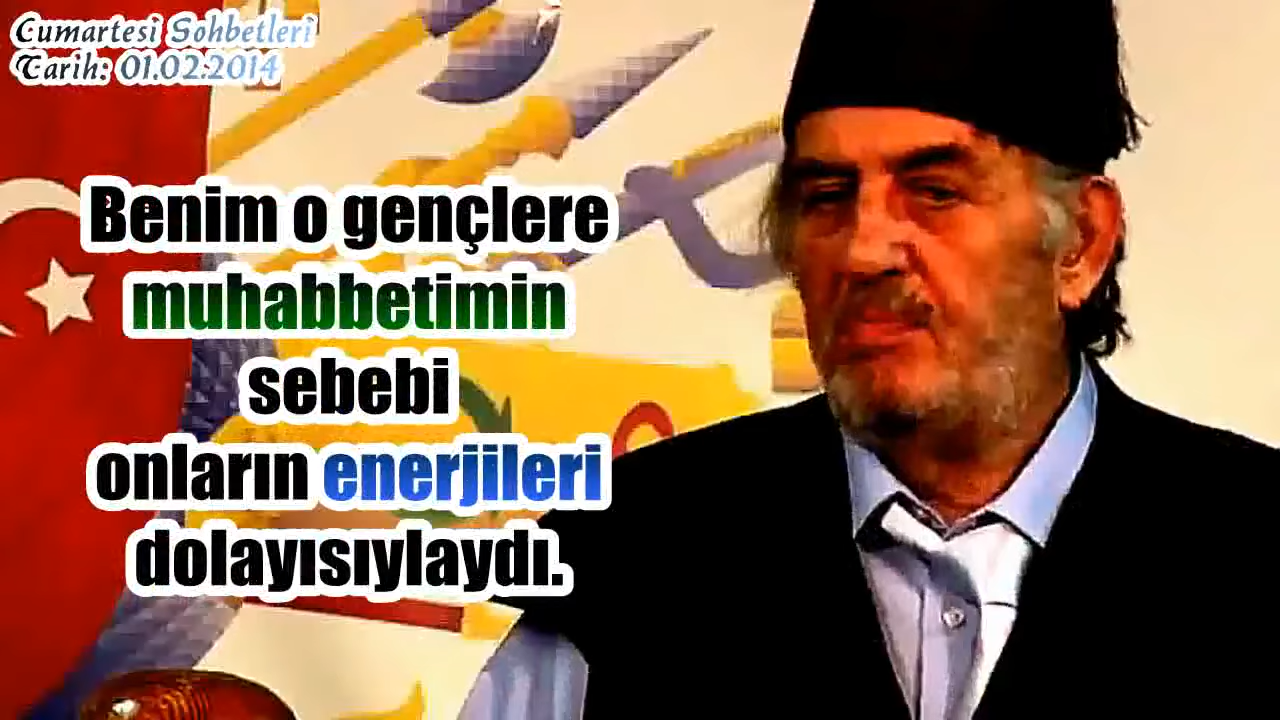 Cumartesi Sohbetleri
Tarih: 01.02.2014
Benim o gençlere
muhabbetimin
sebebi
onların enerjileri
dolayısıylaydı.